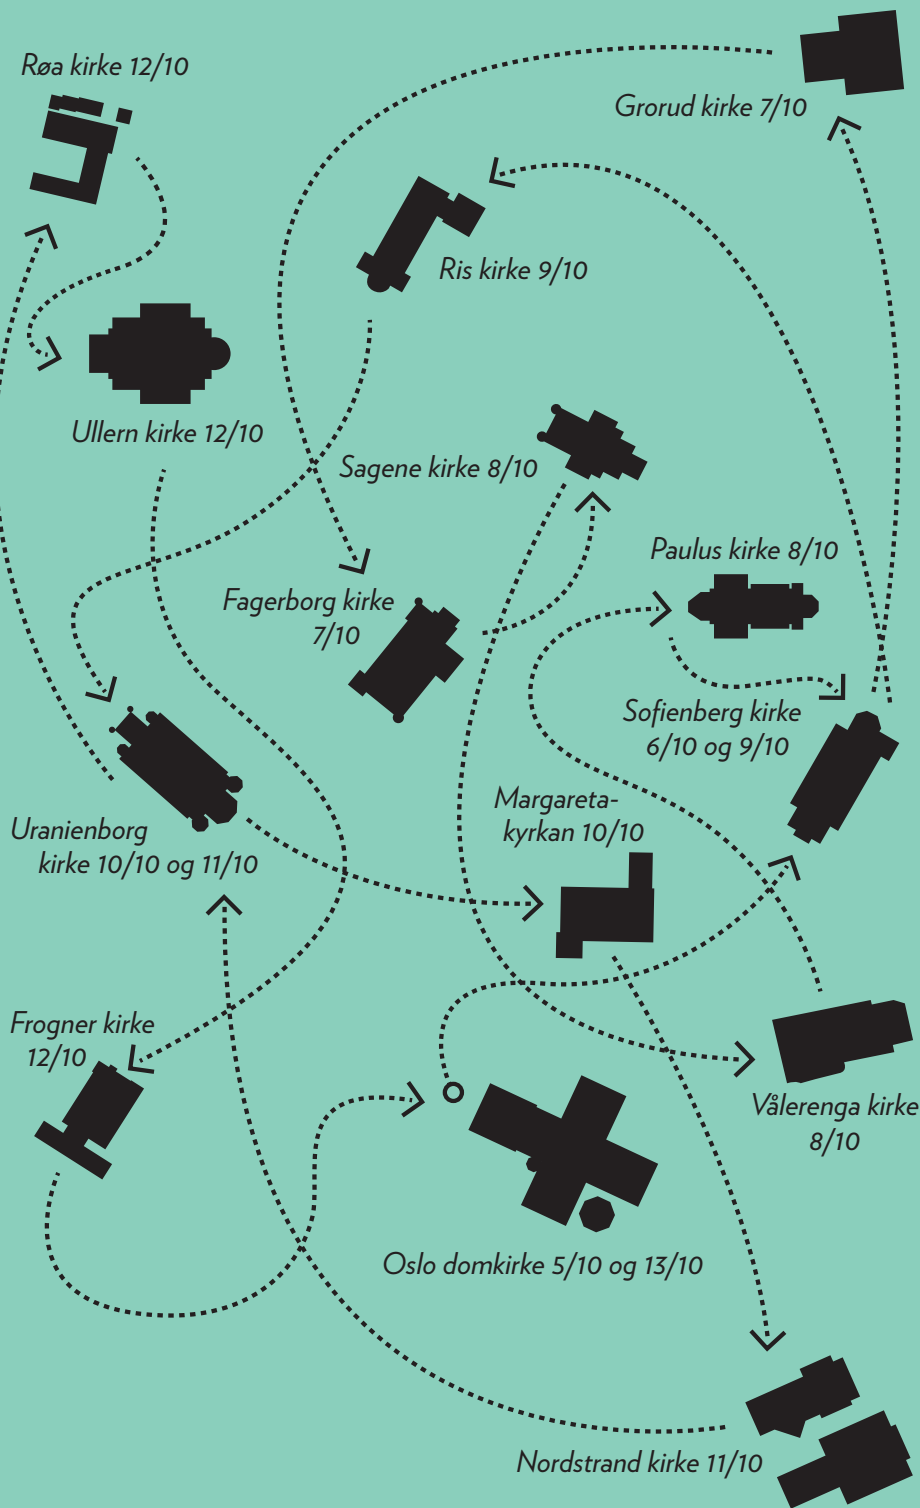 Røa kirke 12/10
Grorud kirke 7/10
Ris kirke 9/10
Ullern kirke 12/10
Sagene kirke 8/10
Paulus kirke 8/10
Fagerborg kirke
7/10
Sofienberg kirke
6/10 og 9/10
Margareta-
kyrkan 10/10
Uranienborg
kirke 10/10 og 11/10
Frogner kirke
12/10
Vålerenga kirke
8/10
Oslo domkirke 5/10 og 13/10
Nordstrand kirke 11/10